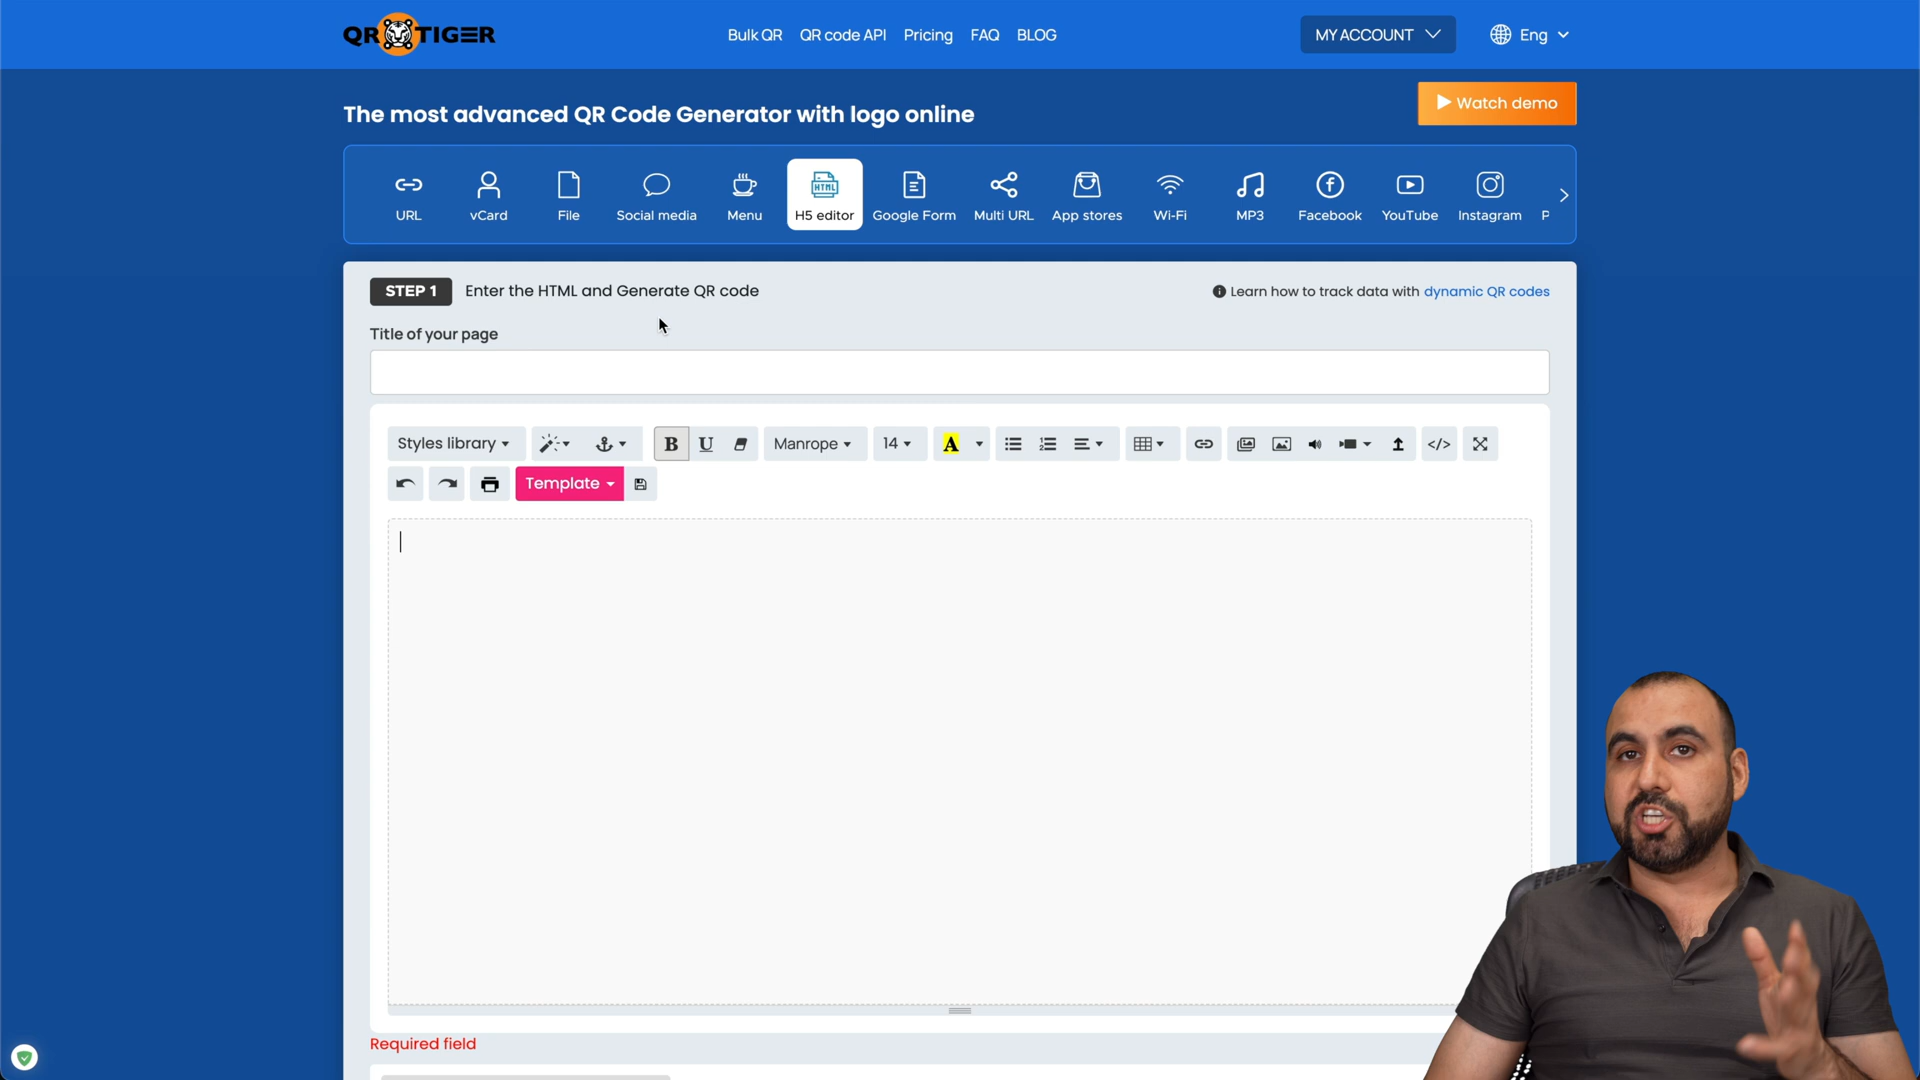 QR TIGER
Bulk QR QR code API Pricing FAQ BLOG
MY ACCOUNT
Eng
The most advanced QR Code Generator with logo online
Watch demo
URL
vCard
File
Social media
Menu
HTML
H5 editor
Google Form
Multi URL
App stores
Wi-Fi
MP3
Facebook
YouTube
Instagram
P
STEP 1 Enter the HTML and Generate QR code
Learn how to track data with dynamic QR codes
Title of your page
Styles library B U Manrope 14 A </>
Template
Required field